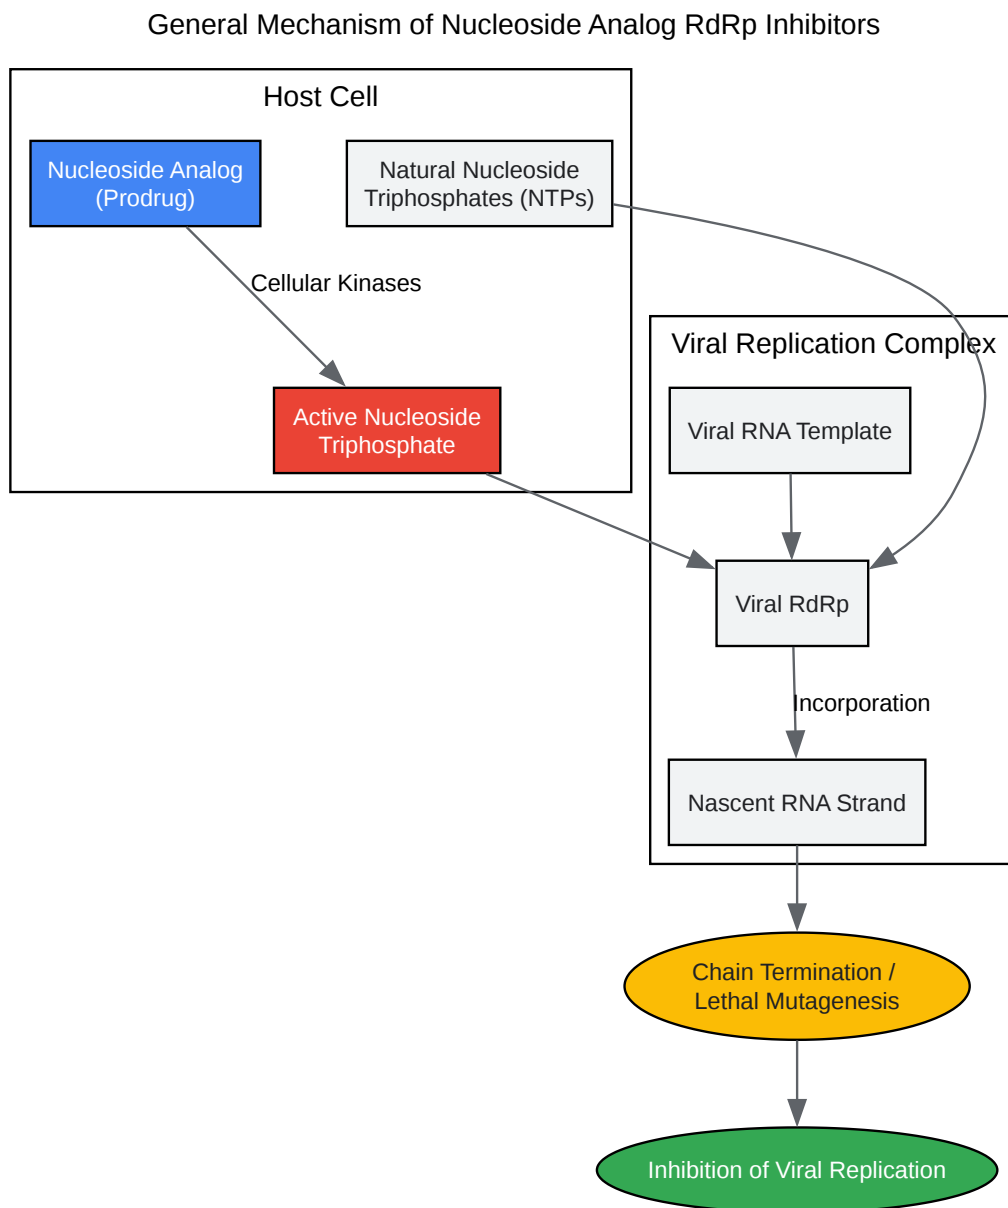 General Mechanism of Nucleoside Analog RdRp Inhibitors
Host Cell
Nucleoside Analog
(Prodrug)
Natural Nucleoside
Triphosphates (NTPs)
Cellular Kinases
Active Nucleoside
Triphosphate
Viral Replication Complex
Viral RNA Template
Viral RdRp
Incorporation
Nascent RNA Strand
Chain Termination /
Lethal Mutagenesis
Inhibition of Viral Replication